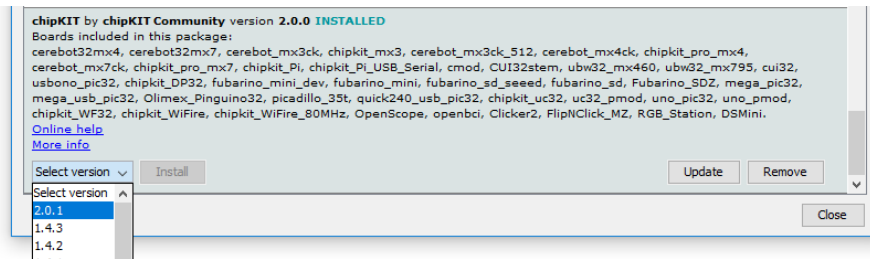 chipKIT by chipKIT Community version 2.0.0 INSTALLED
Boards included in this package:
cerebot32mx4, cerebot32mx7, cerebot_mx3ck, chipkit_mx3, cerebot_mx3ck_512, cerebot_mx4ck, chipkit_pro_mx4,
cerebot_mx7ck, chipkit_pro_mx7, chipkit_Pi, chipkit_Pi_USB_Serial, cmod, CUI32stem, ubw32_mx460, ubw32_mx795, cui32,
usbono_pic32, chipkit_DP32, fubarino_mini_dev, fubarino_mini, fubarino_sd_seeed, fubarino_sd, Fubarino_SDZ, mega_pic32,
mega_usb_pic32, Olimex_Pinguino32, picadillo_35t, quick240_usb_pic32, chipkit_uc32, uc32_pmod, uno_pic32, uno_pmod,
chipkit_WF32, chipkit_WiFire, chipkit_WiFire_80MHz, OpenScope, openbci, Clicker2, FlipNClick_MZ, RGB_Station, DSMini.
Online help
More info
Select version Install Update Remove
Select version
2.0.1
Close
1.4.3
1.4.2